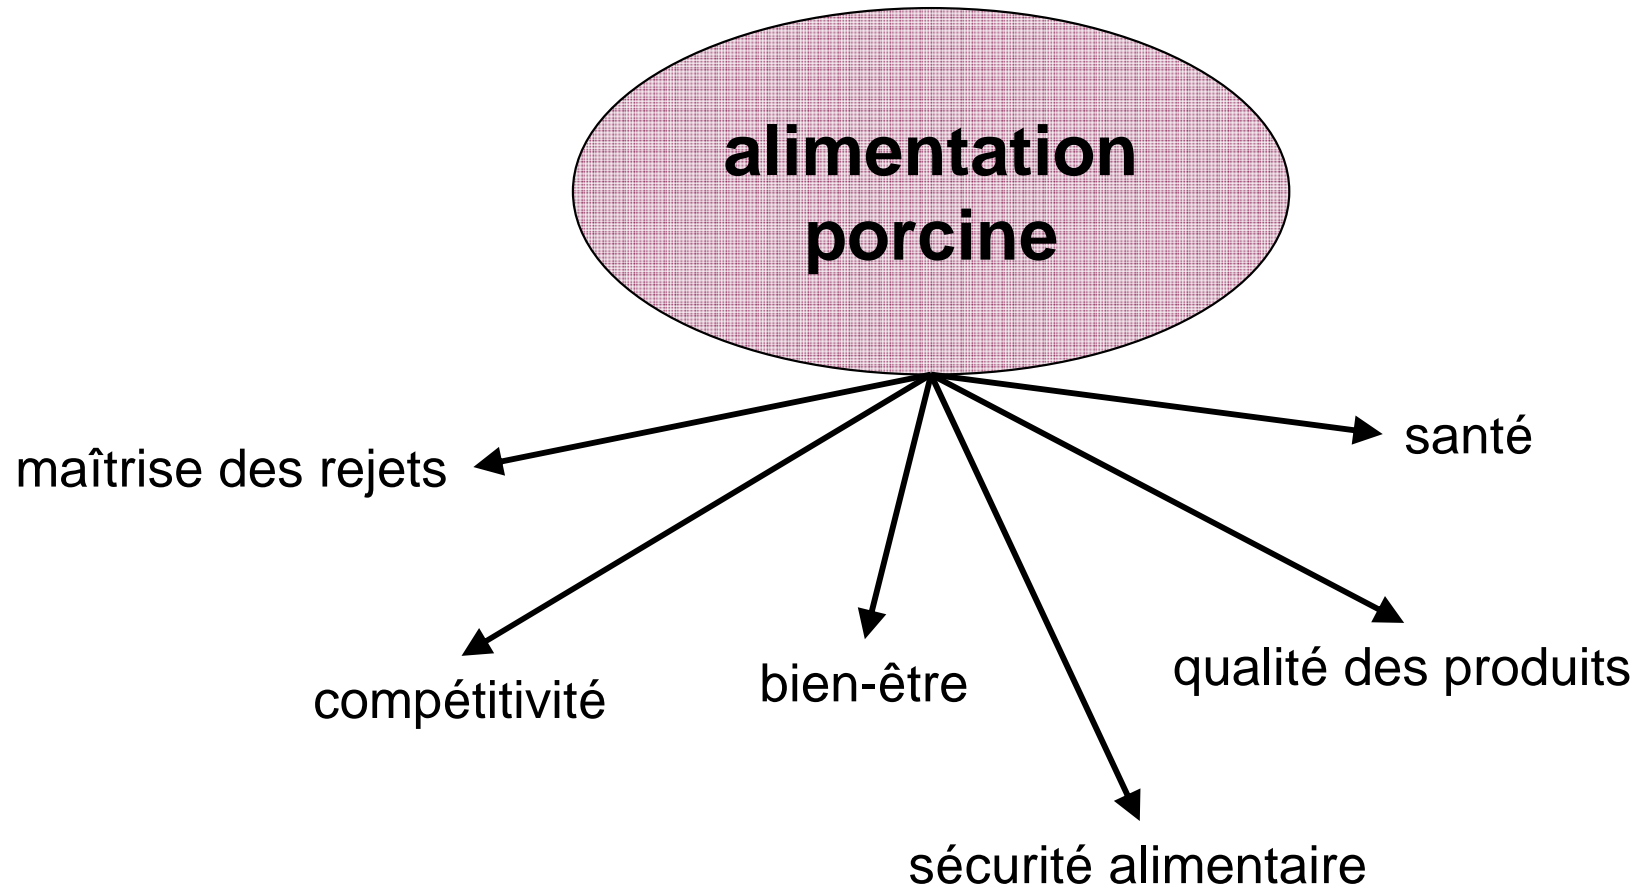 alimentation
porcine
santé
maîtrise des rejets
qualité des produits
bien-être
compétitivité
sécurité alimentaire